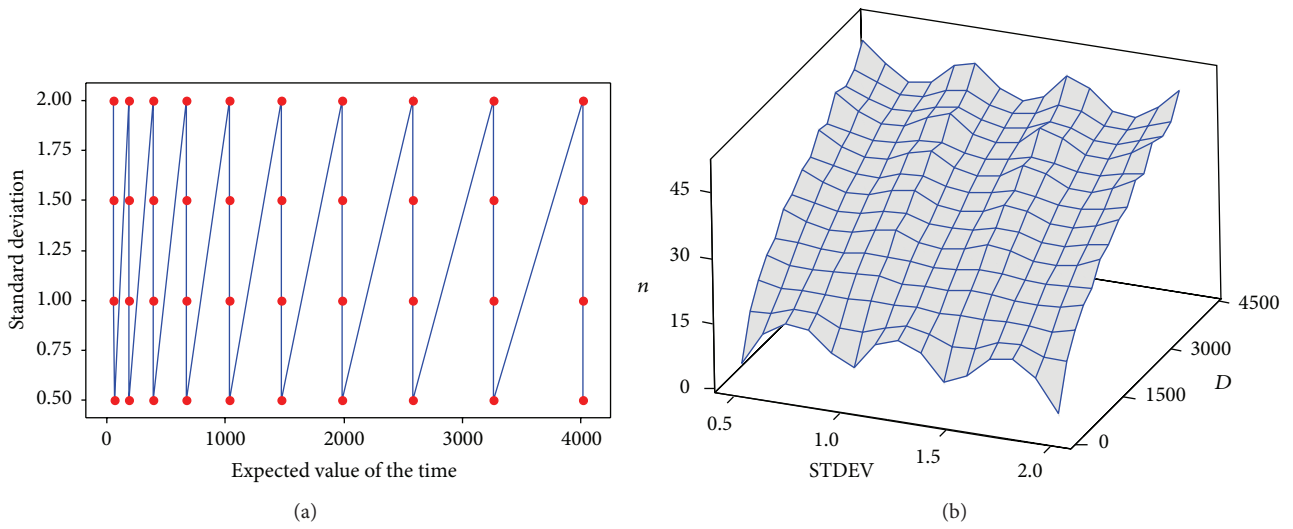 2.00
1.75
1.50
1.25
1.00
0.75
0.50
Standard deviation
0 1000 2000 3000 4000
Expected value of the time
(a)
45
30
15
0
n
0.5 1.0 1.5 2.0
STDEV
0 1500 3000 4500
D
(b)